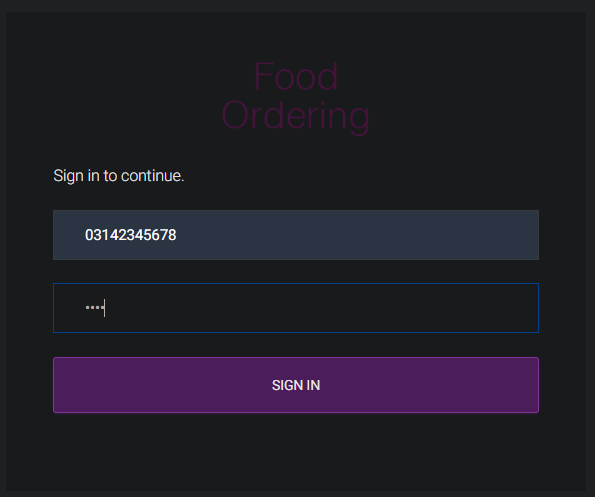 Food
Ordering
Sign in to continue.
03142345678
••••
SIGN IN